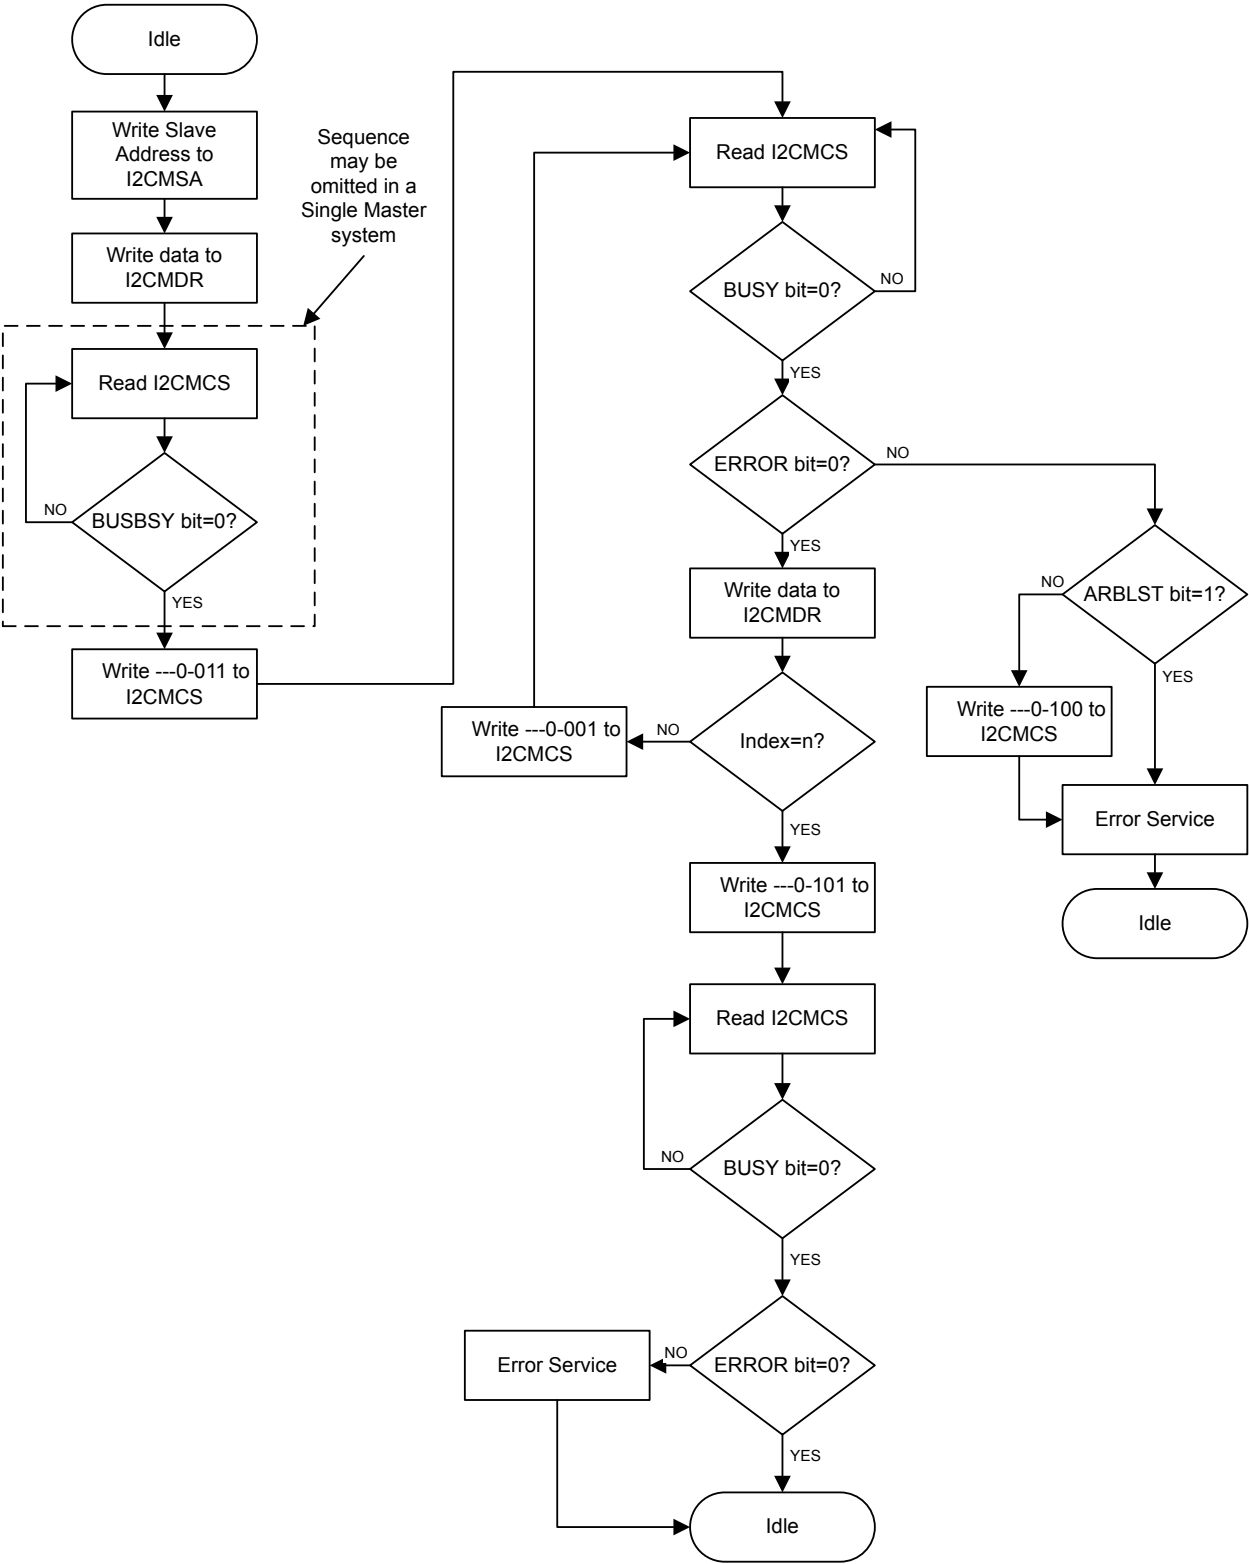 Idle
Write Slave
Address to
I2CMSA
Write data to
I2CMDR
Sequence
may be
omitted in a
Single Master
system
Read I2CMCS
NO
BUSBSY bit=0?
YES
Write ---0-011 to
I2CMCS
Read I2CMCS
BUSY bit=0?
NO
YES
ERROR bit=0?
NO
YES
Write data to
I2CMDR
ARBLST bit=1?
NO
YES
Write ---0-100 to
I2CMCS
Error Service
Idle
Index=n?
NO
Write ---0-001 to
I2CMCS
YES
Write ---0-101 to
I2CMCS
Read I2CMCS
BUSY bit=0?
NO
YES
ERROR bit=0?
NO
Error Service
YES
Idle